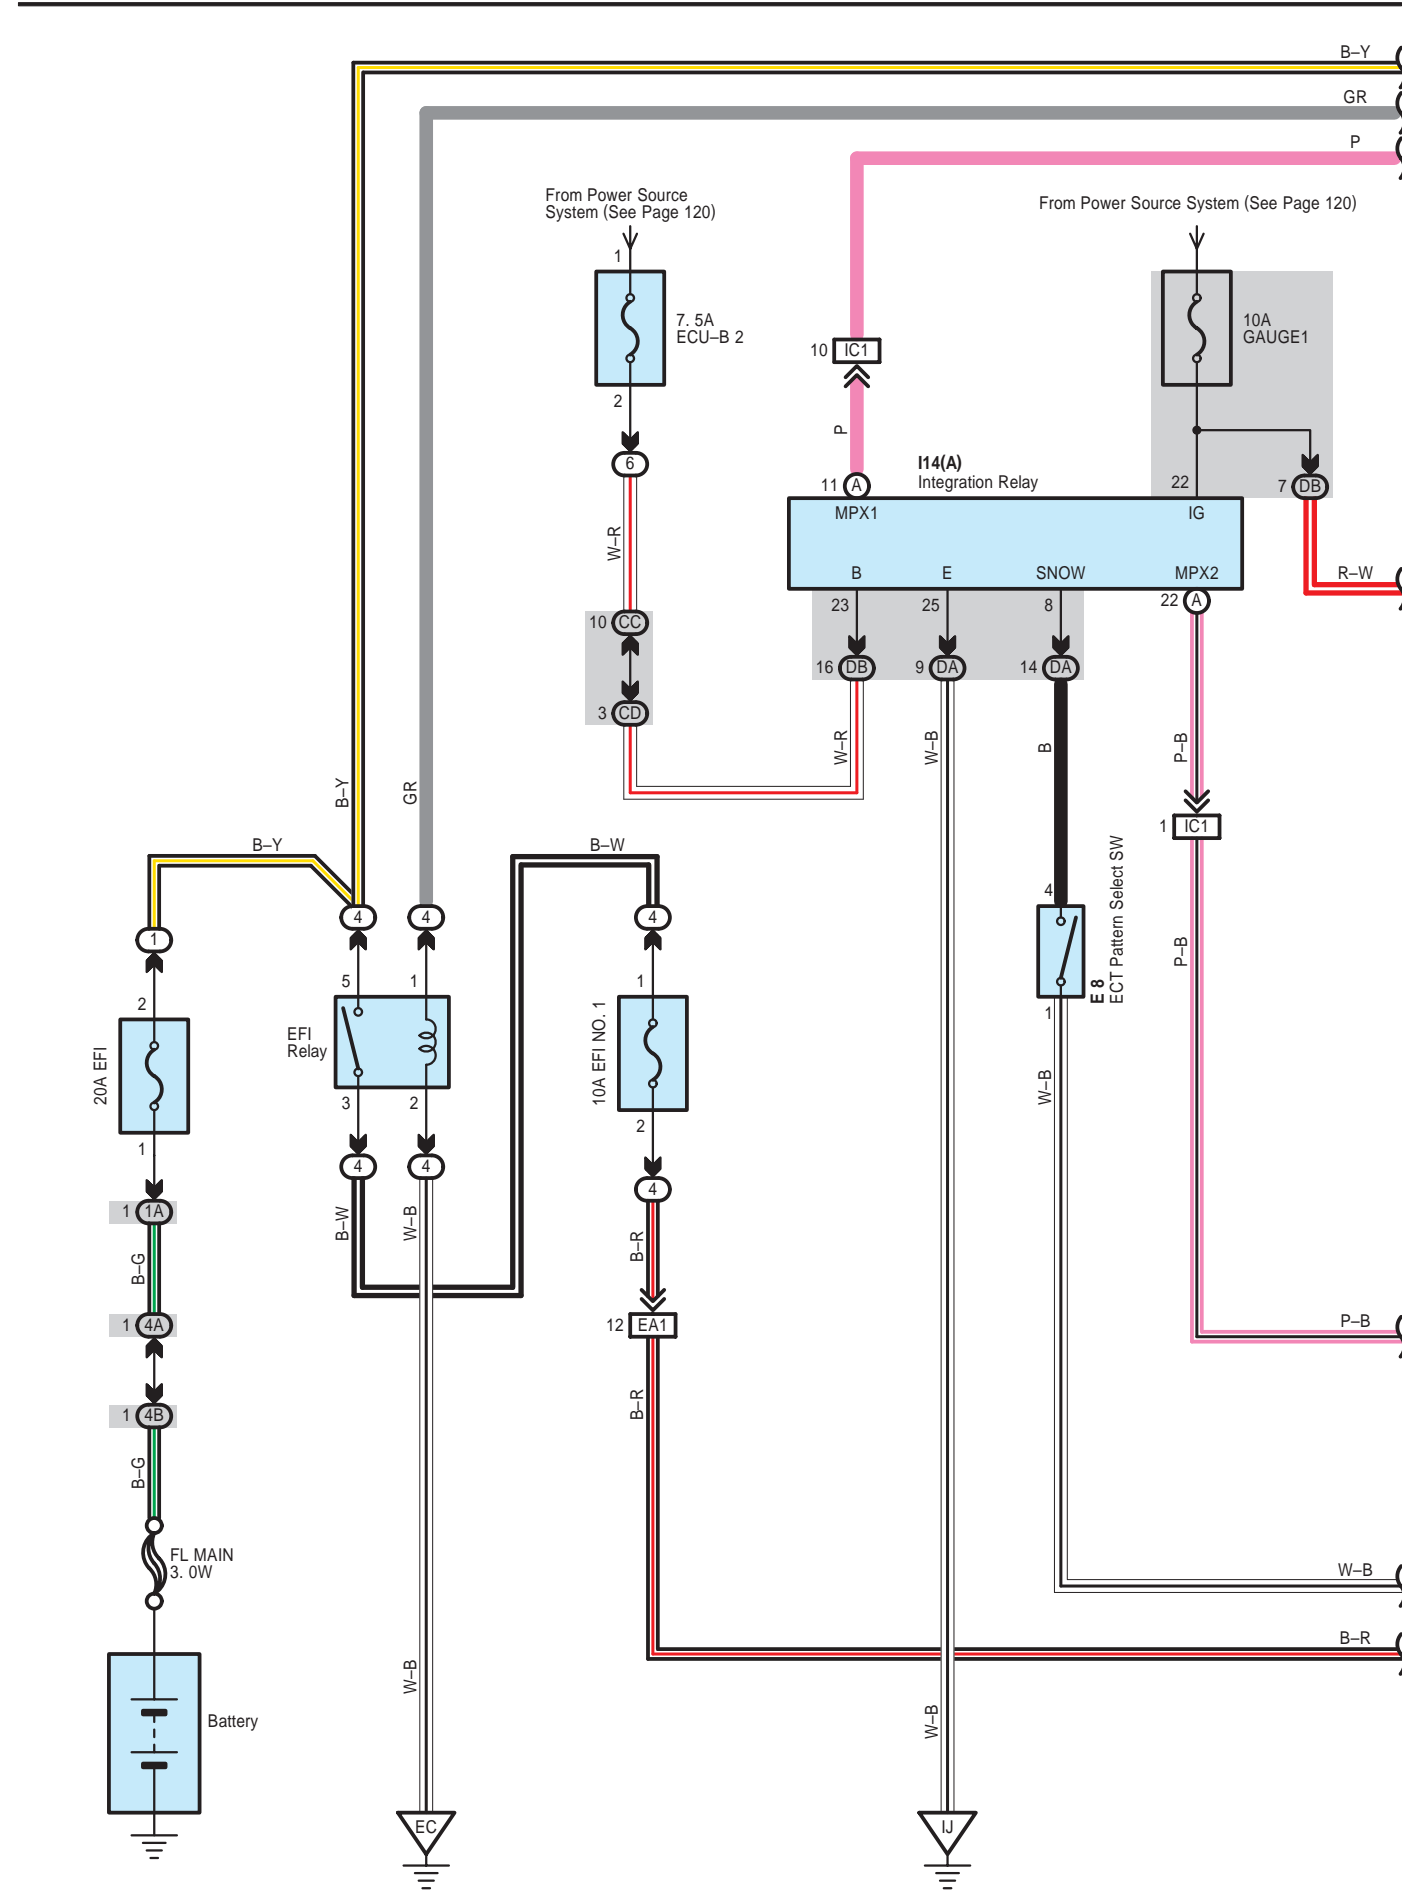 B–Y
GR
P
From Power Source
System (See Page 120)
From Power Source System (See Page 120)
1
7. 5A
ECU–B 2
10A
GAUGE1
10 IC1
2
P
6
I14(A)
Integration Relay
11 A
22
7 DB
MPX1
IG
W–R
B
E
SNOW
MPX2
R–W
10 CC
23
25
8
22 A
16 DB
9 DA
14 DA
3 CD
W–R
W–B
B
P–B
B–Y
GR
1 IC1
B–Y
B–W
4
ECT Pattern Select SW
E 8
4
4
4
1
P–B
5
1
1
2
1
EFI
Relay
10A EFI NO. 1
20A EFI
W–B
3
2
2
1
4
4
4
1 1A
B–W
W–B
B–R
B–G
1 4A
12 EA1
P–B
B–R
1 4B
B–G
FL MAIN
3. 0W
W–B
B–R
W–B
W–B
Battery
EC
IJ